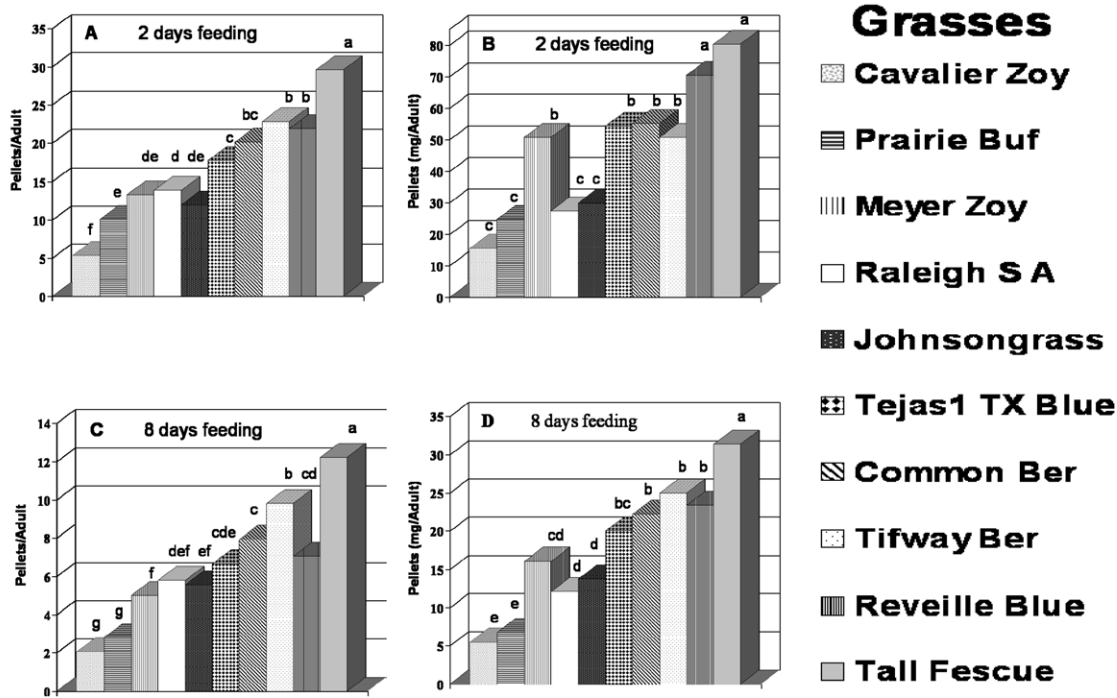 A 2 days feeding
a
b b
bc
c
de d de
e
f
Pellets/Adult
35
30
25
20
15
10
5
0
B 2 days feeding
a
a
b b b b
c c
c
c
Pellets (mg/Adult)
80
70
60
50
40
30
20
10
0
C 8 days feeding
a
b cd
c
cde
def ef
f
g
g
Pellets/Adult
14
12
10
8
6
4
2
0
D 8 days feeding
a
b b
b
bc
cd
d
d
e
e
Pellets (mg/Adult)
35
30
25
20
15
10
5
0
Grasses
Cavalier Zoy
Prairie Buf
Meyer Zoy
Raleigh S A
Johnsongrass
Tejas1 TX Blue
Common Ber
Tifway Ber
Reveille Blue
Tall Fescue